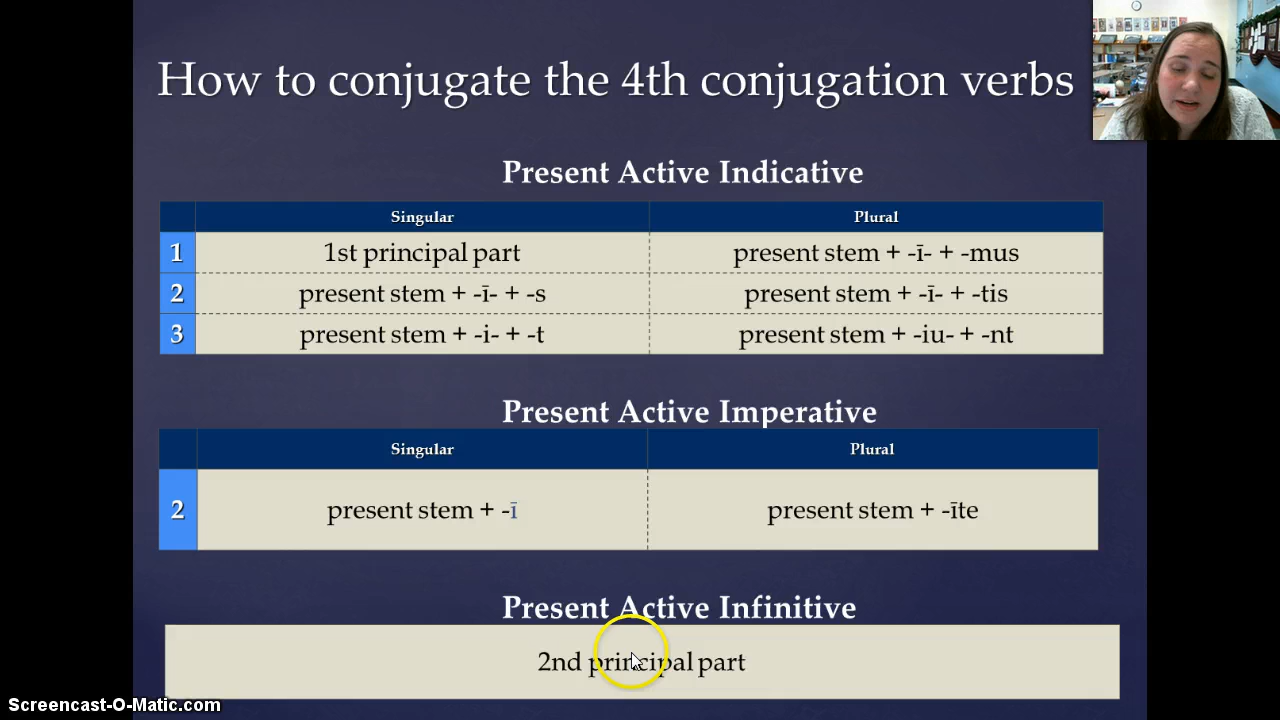 How to conjugate the 4th conjugation verbs
Present Active Indicative
Singular Plural
1 1st principal part present stem + -ī- + -mus
2 present stem + -ī- + -s present stem + -ī- + -tis
3 present stem + -i- + -t present stem + -iu- + -nt
Present Active Imperative
Singular Plural
2 present stem + -ī present stem + -īte
Present Active Infinitive
2nd principal part
Screencast-O-Matic.com